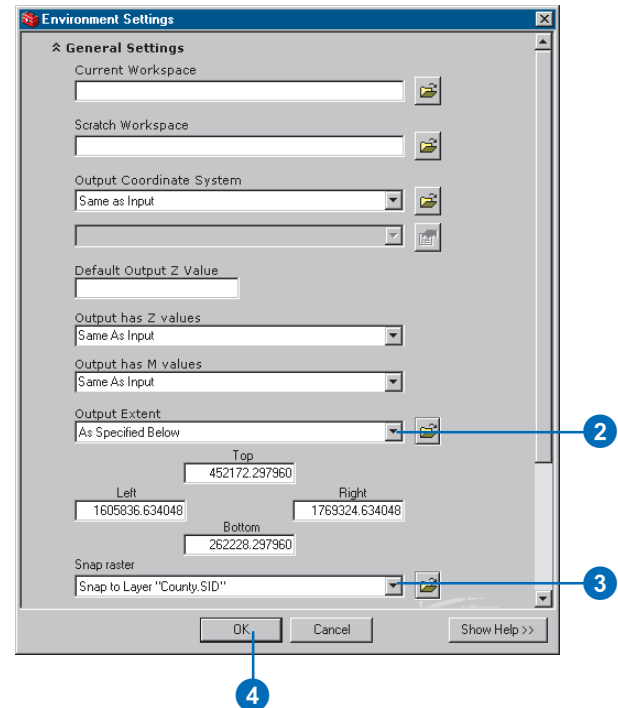 Environment Settings
General Settings
Current Workspace
Scratch Workspace
Output Coordinate System
Same as Input
Default Output Z Value
Output has Z values
Same As Input
Output has M values
Same As Input
Output Extent
As Specified Below
2
Top
452172.297960
Left Right
1605836.634048 1769324.634048
Bottom
262228.297960
Snap raster
Snap to Layer "County.SID"
3
OK Cancel Show Help >>
4